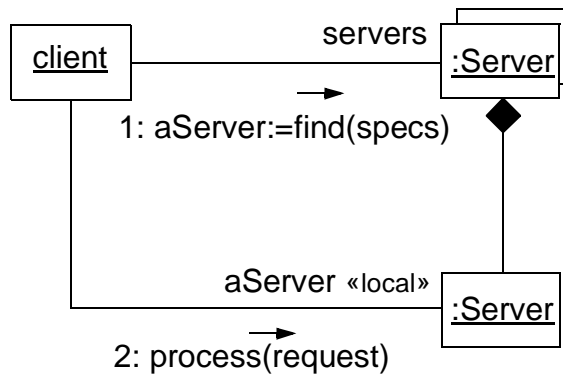 servers
client
:Server
1: aServer:=find(specs)
aServer «local»
:Server
2: process(request)